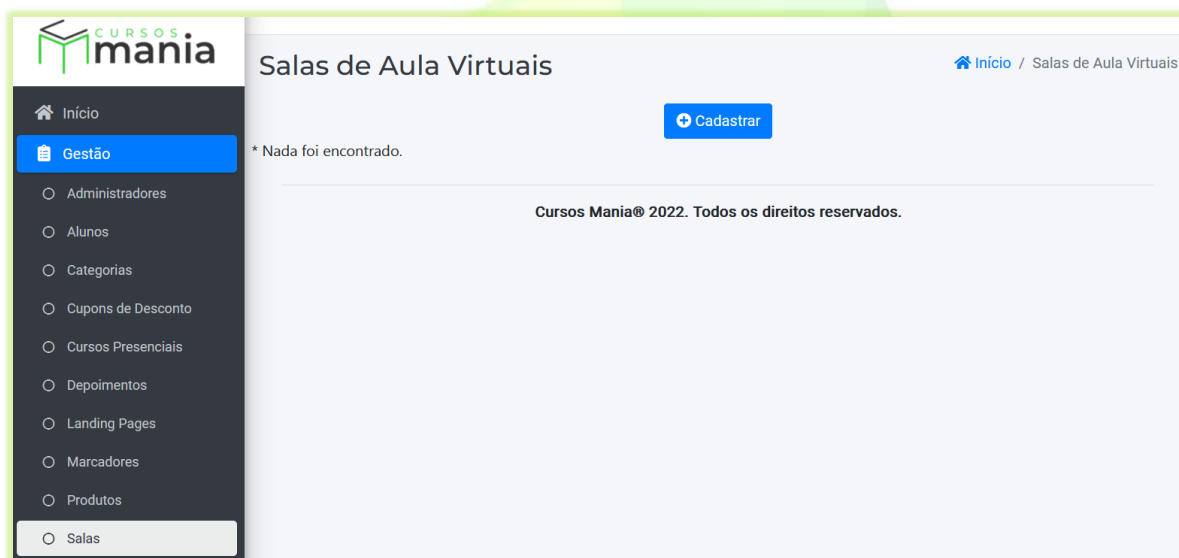 CURSOS
mania
Início
Gestão
Administradores
Alunos
Categorias
Cupons de Desconto
Cursos Presenciais
Depoimentos
Landing Pages
Marcadores
Produtos
Salas
Salas de Aula Virtuais
Início / Salas de Aula Virtuais
Cadastrar
* Nada foi encontrado.
Cursos Mania® 2022. Todos os direitos reservados.